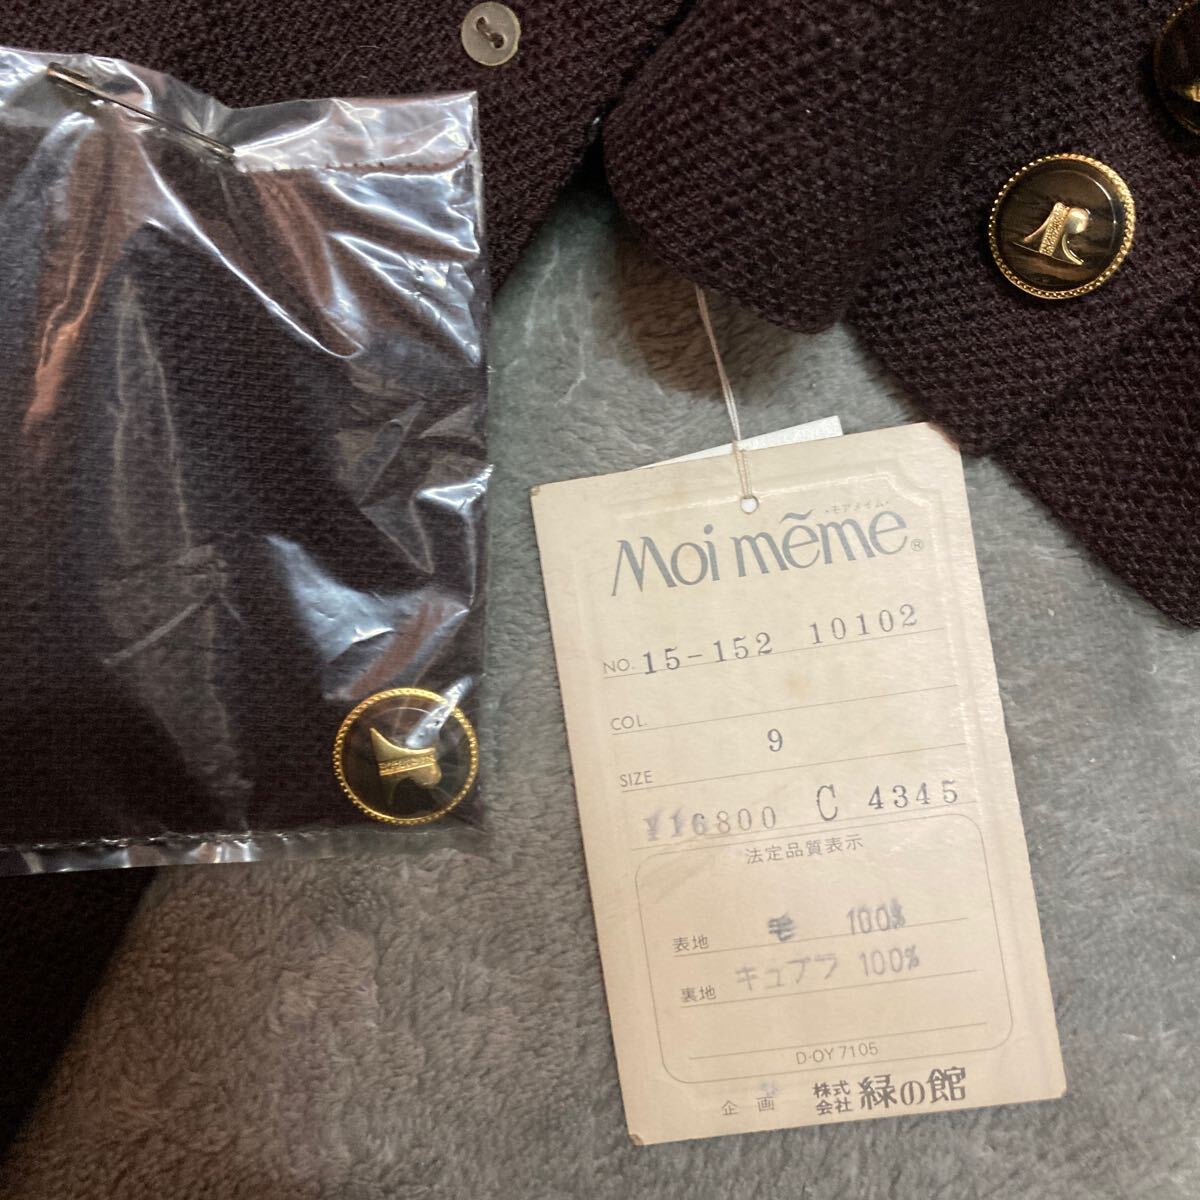 ·モアメイム·
Moi même®
NO. 15-152 10102
COL.
9
SIZE
¥16800 C 4345
法定品質表示
表地 毛 100%
裏地 キュプラ 100%
D-OY7105
企画 株式会社 緑の館